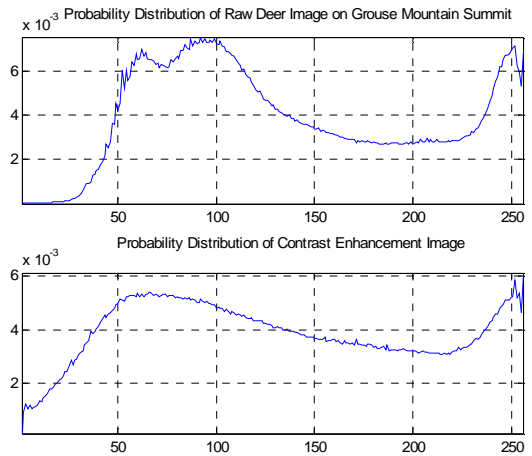 Probability Distribution of Raw Deer Image on Grouse Mountain Summit
x 10^-3
6
4
2
50 100 150 200 250
Probability Distribution of Contrast Enhancement Image
x 10^-3
6
4
2
50 100 150 200 250